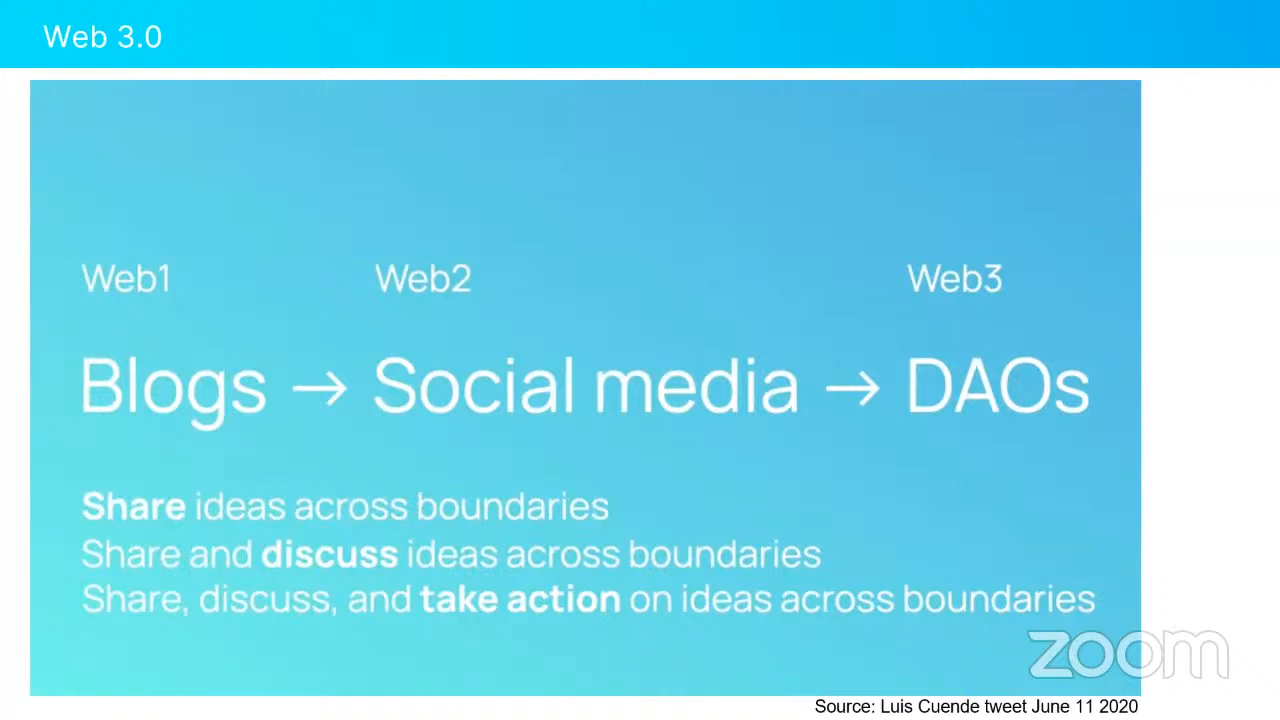 Web 3.0
Web1 Web2 Web3
Blogs → Social media → DAOs
Share ideas across boundaries
Share and discuss ideas across boundaries
Share, discuss, and take action on ideas across boundaries
zoom
Source: Luis Cuende tweet June 11 2020